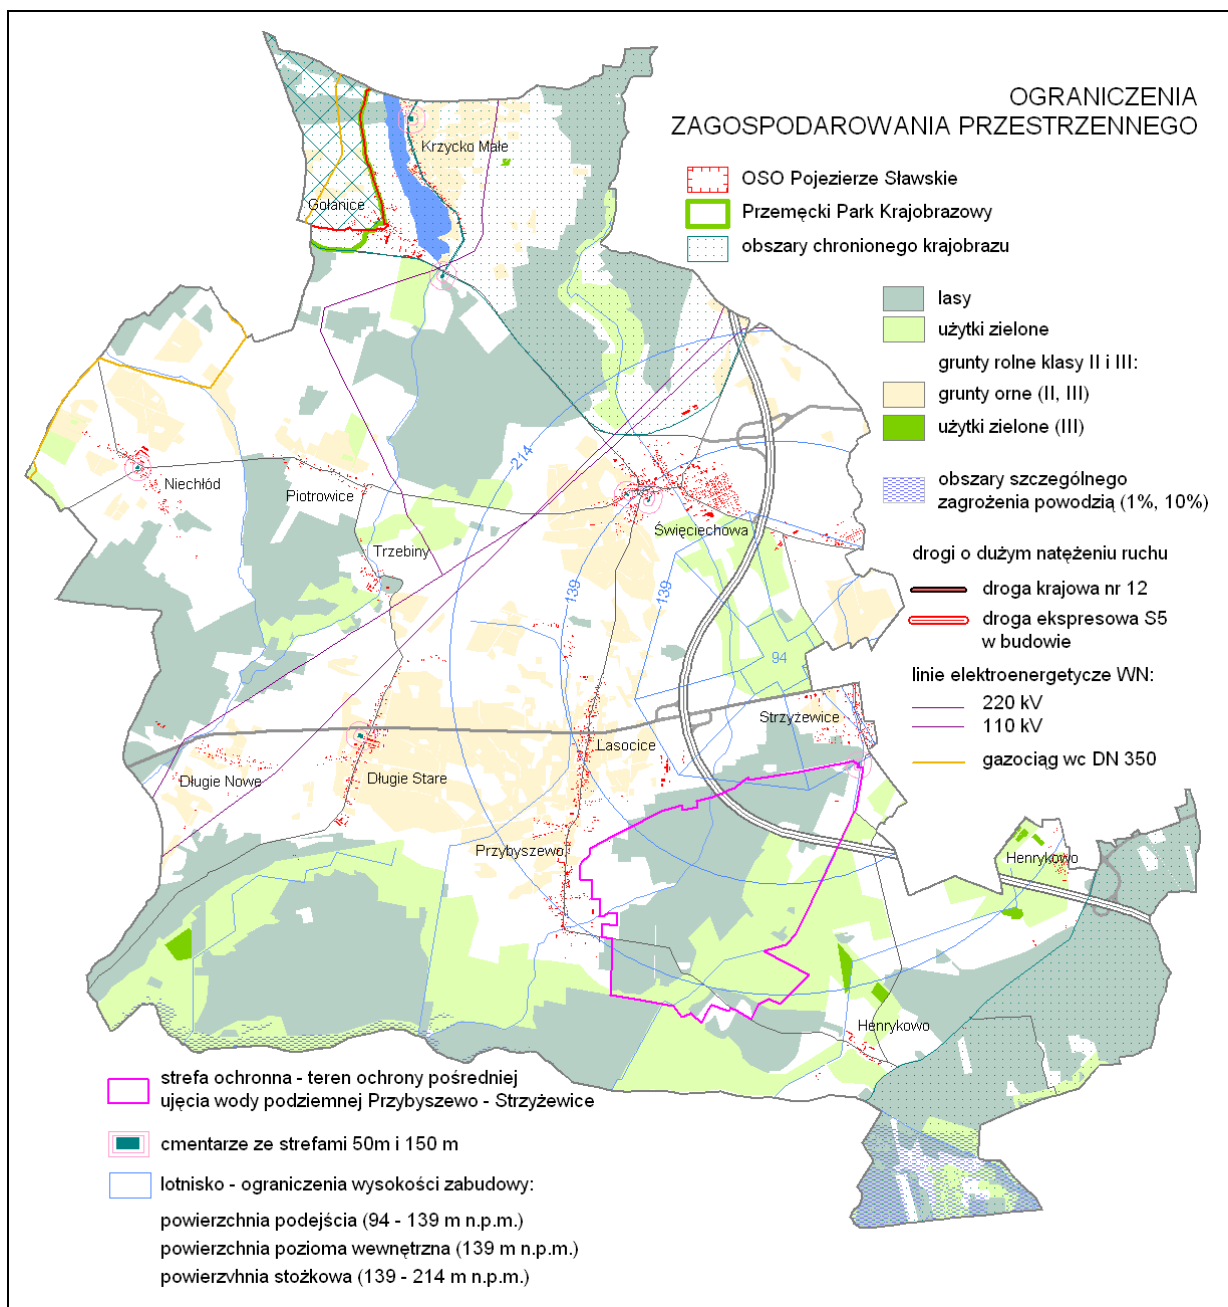 OGRANICZENIA
ZAGOSPODAROWANIA PRZESTRZENNEGO
OSO Pojezierze Sławskie
Przemęcki Park Krajobrazowy
obszary chronionego krajobrazu
lasy
użytki zielone
grunty rolne klasy II i III:
grunty orne (II, III)
użytki zielone (III)
obszary szczególnego
zagrożenia powodzią (1%, 10%)
drogi o dużym natężeniu ruchu
droga krajowa nr 12
droga ekspresowa S5
w budowie
linie elektroenergetycze WN:
220 kV
110 kV
gazociąg wc DN 350
Krzycko Małe
Gołanice
214
Niechłód
Piotrowice
Święciechowa
Trzebiny
139
139
94
Strzyżewice
Lasocice
Długie Nowe
Długie Stare
Przybyszewo
Henrykowo
Henrykowo
strefa ochronna - teren ochrony pośredniej
ujęcia wody podziemnej Przybyszewo - Strzyżewice
cmentarze ze strefami 50m i 150 m
lotnisko - ograniczenia wysokości zabudowy:
powierzchnia podejścia (94 - 139 m n.p.m.)
powierzchnia pozioma wewnętrzna (139 m n.p.m.)
powierzvhnia stożkowa (139 - 214 m n.p.m.)